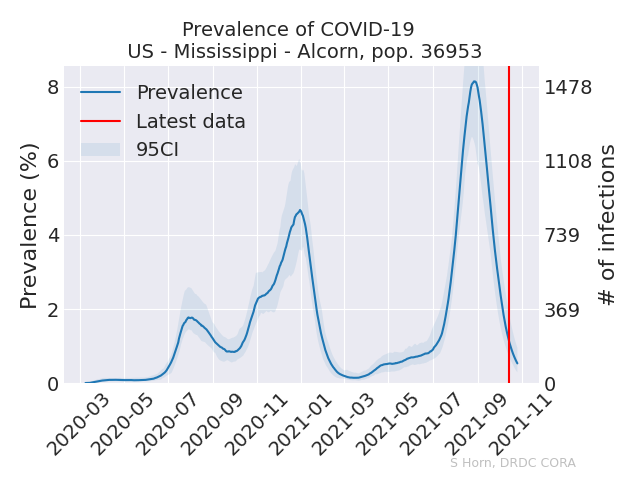 Prevalence of COVID-19
US - Mississippi - Alcorn, pop. 36953
Prevalence
Latest data
95CI
Prevalence (%)
8
6
4
2
0
1478
1108
739
369
0
# of infections
2020-03
2020-05
2020-07
2020-09
2020-11
2021-01
2021-03
2021-05
2021-07
2021-09
2021-11
S Horn, DRDC CORA